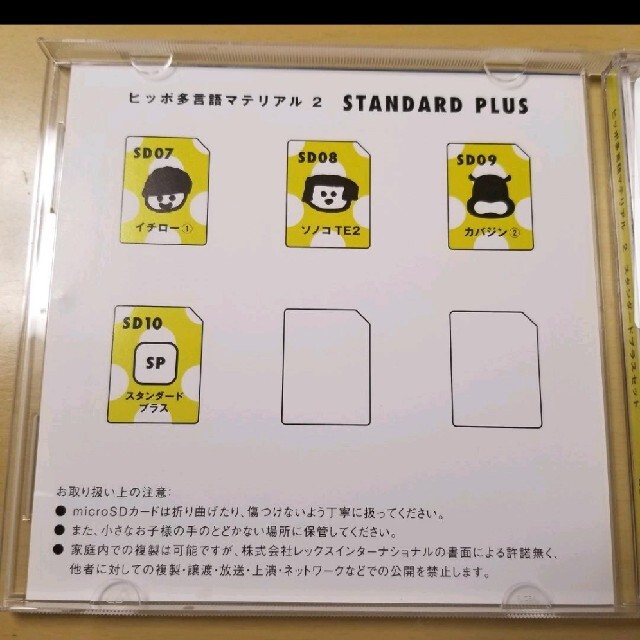 ヒッポ多言語マテリアル 2 STANDARD PLUS
SD07
イチロー①
SD08
ソノコ TE2
SD09
カバジン②
SD10
SP
スタンダード
プラス
お取り扱い上の注意:
● microSDカードは折り曲げたり、傷つけないよう丁寧に扱ってください。
● また、小さなお子様の手のとどかない場所に保管してください。
● 家庭内での複製は可能ですが、株式会社レックスインターナショナルの書面による許諾無く、
他者に対しての複製・譲渡・放送・上演・ネットワークなどでの公開を禁止します。